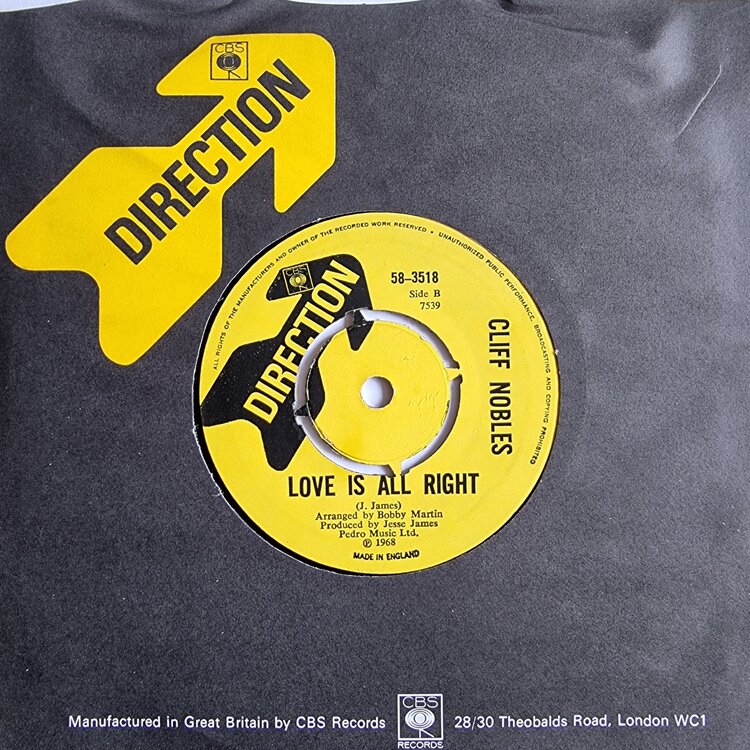 CBS
DIRECTION
ALL RIGHTS OF THE MANUFACTURERS AND OWNER OF THE RECORDED WORK RESERVED • UNAUTHORIZED PUBLIC PERFORMANCE, BROADCASTING AND COPYING PROHIBITED
CBS
DIRECTION
58-3518
Side B
7539
CLIFF NOBLES
LOVE IS ALL RIGHT
(J. James)
Arranged by Bobby Martin
Produced by Jesse James
Pedro Music Ltd.
℗ 1968
MADE IN ENGLAND
Manufactured in Great Britain by CBS Records CBS RECORDS 28/30 Theobalds Road, London WC1